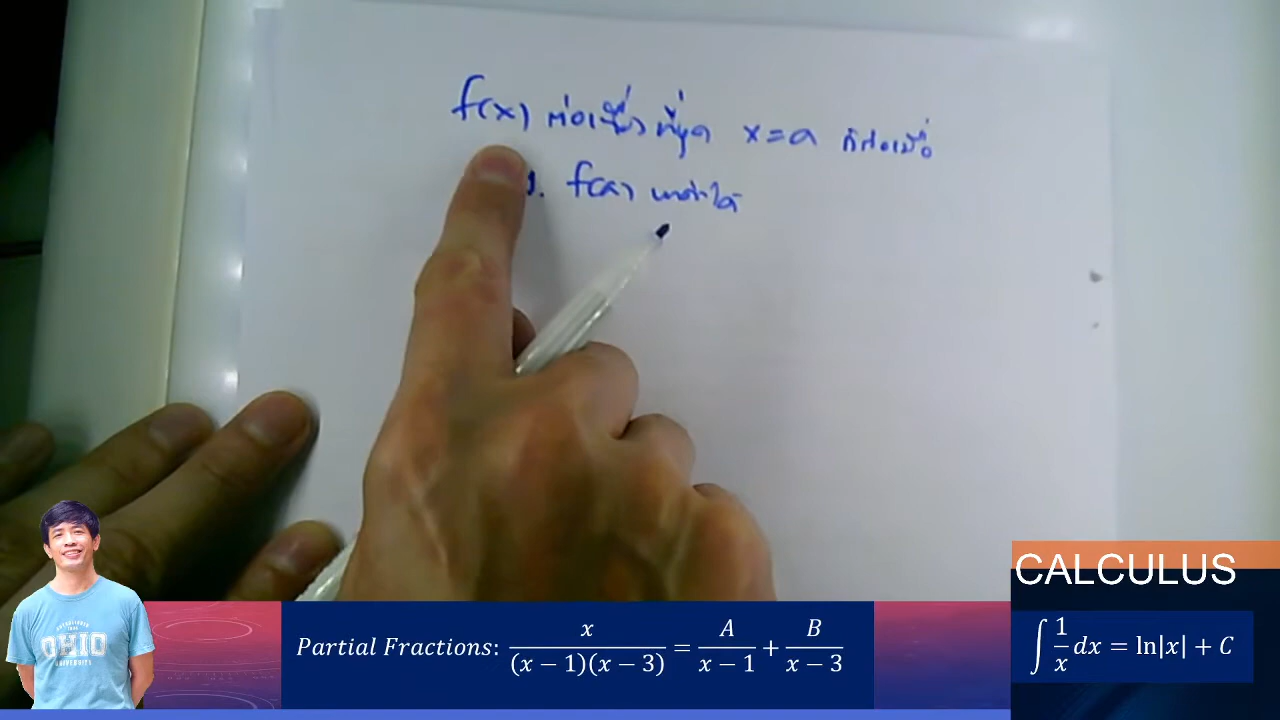 f(x) ต่อเนื่องที่จุด x=a ก็ต่อเมื่อ
1. f(a) หาค่าได้
OHIO
UNIVERSITY
Partial Fractions: x/((x − 1)(x − 3)) = A/(x − 1) + B/(x − 3)
CALCULUS
∫ 1/x dx = ln|x| + C